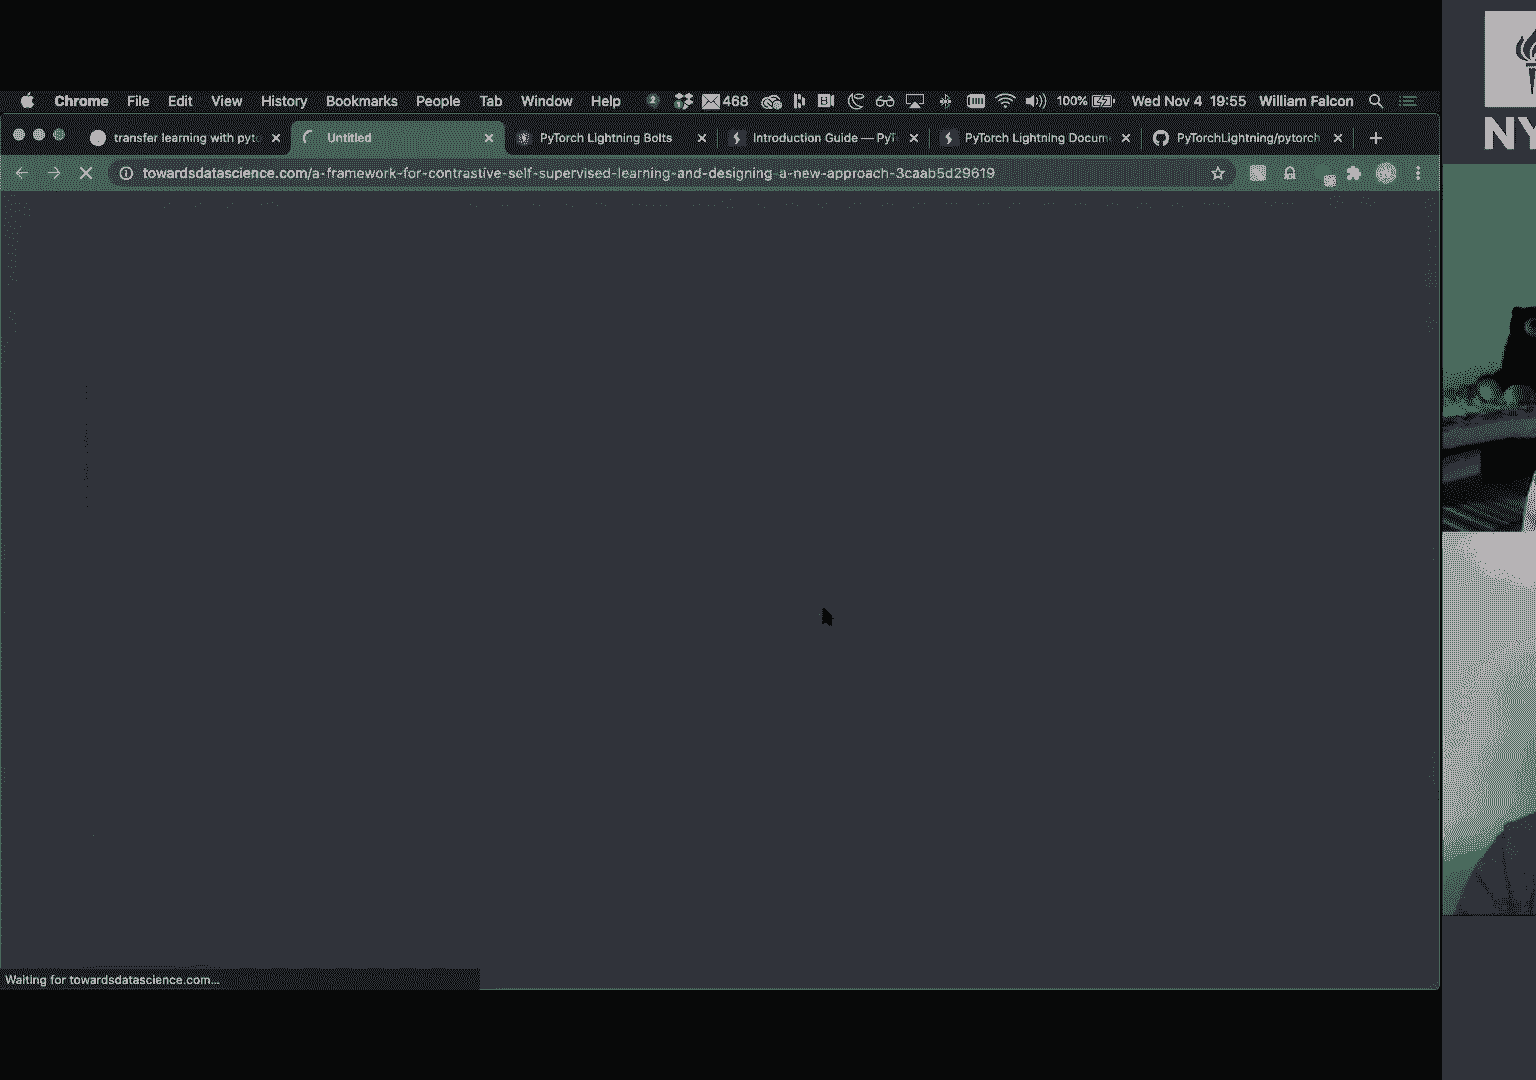 Chrome File Edit View History Bookmarks People Tab Window Help 2 468 100% Wed Nov 4 19:55 William Falcon
transfer learning with pyto Untitled PyTorch Lightning Bolts Introduction Guide — PyT PyTorch Lightning Docum PyTorchLightning/pytorch
towardsdatascience.com/a-framework-for-contrastive-self-supervised-learning-and-designing-a-new-approach-3caab5d29619
Waiting for towardsdatascience.com...
NY